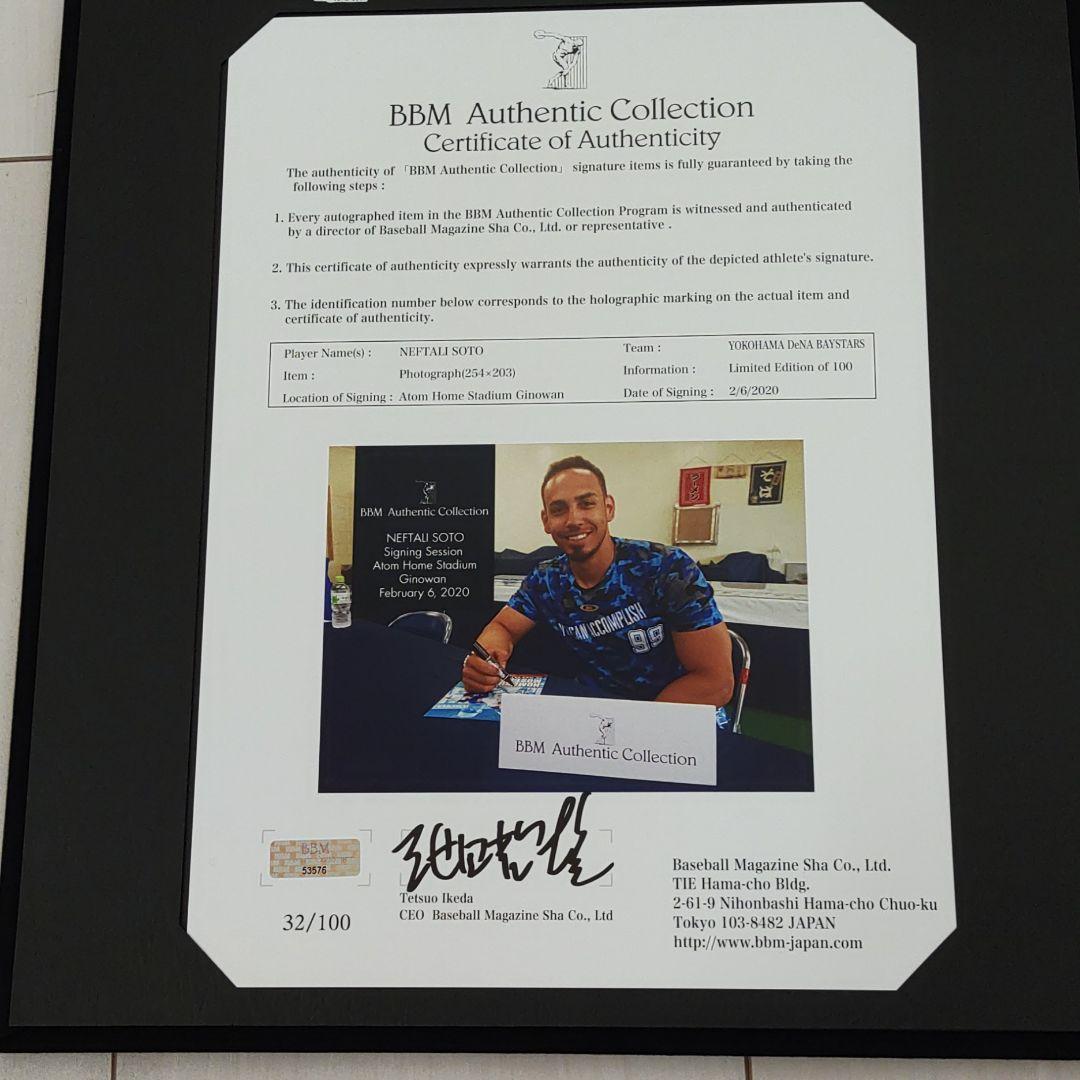 BBM Authentic Collection
Certificate of Authenticity
The authenticity of 「BBM Authentic Collection」 signature items is fully guaranteed by taking the
following steps :
1. Every autographed item in the BBM Authentic Collection Program is witnessed and authenticated
by a director of Baseball Magazine Sha Co., Ltd. or representative .
2. This certificate of authenticity expressly warrants the authenticity of the depicted athlete's signature.
3. The identification number below corresponds to the holographic marking on the actual item and
certificate of authenticity.
Player Name(s) : NEFTALI SOTO Team : YOKOHAMA DeNA BAYSTARS
Item : Photograph(254×203) Information : Limited Edition of 100
Location of Signing : Atom Home Stadium Ginowan Date of Signing : 2/6/2020
BBM Authentic Collection
NEFTALI SOTO
Signing Session
Atom Home Stadium
Ginowan
February 6, 2020
ACCOMPLISH
99
BBM Authentic Collection
BBM
53576
32/100
Tetsuo Ikeda
CEO Baseball Magazine Sha Co., Ltd
Baseball Magazine Sha Co., Ltd.
TIE Hama-cho Bldg.
2-61-9 Nihonbashi Hama-cho Chuo-ku
Tokyo 103-8482 JAPAN
http://www.bbm-japan.com